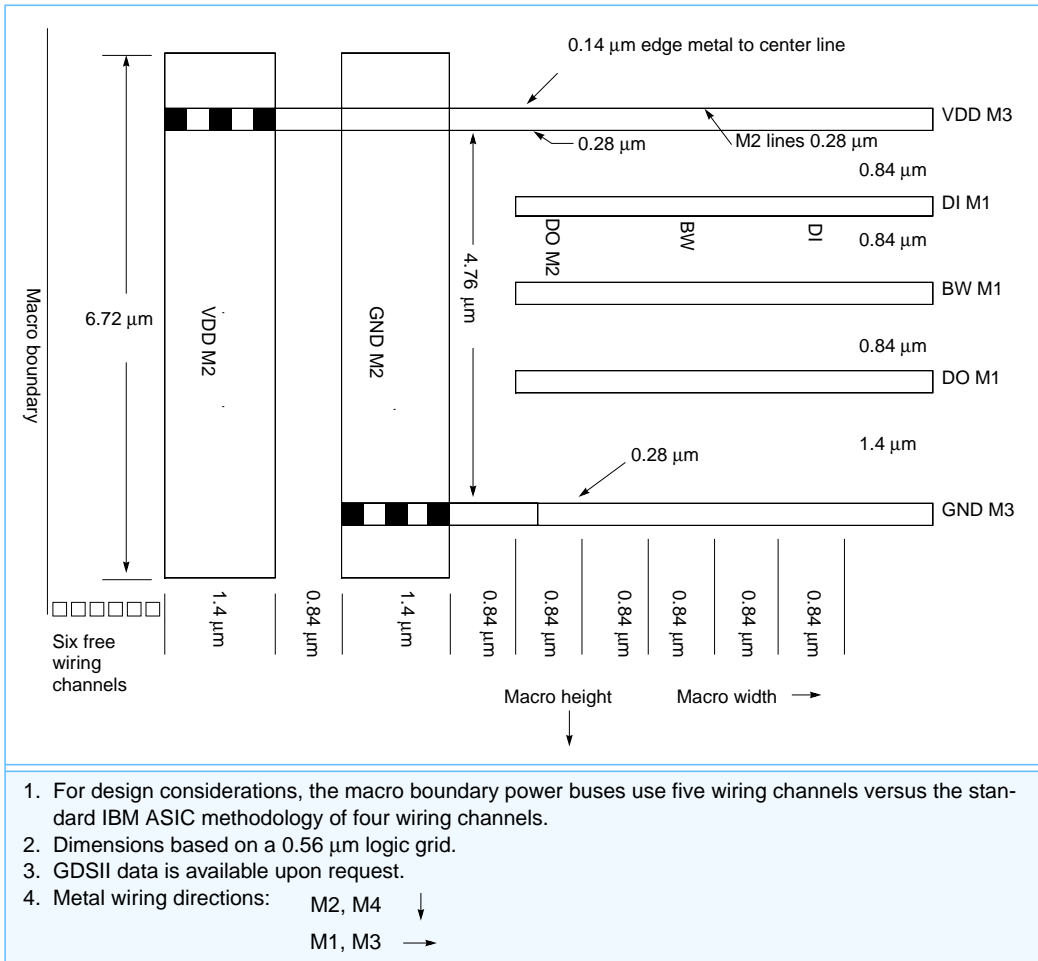 0.14 μm edge metal to center line
VDD M3
0.28 μm
M2 lines 0.28 μm
0.84 μm
DI M1
DO M2
BW
DI
0.84 μm
4.76 μm
Macro boundary
6.72 μm
VDD M2
GND M2
BW M1
0.84 μm
DO M1
1.4 μm
0.28 μm
GND M3
1.4 μm
0.84 μm
1.4 μm
0.84 μm
0.84 μm
0.84 μm
0.84 μm
0.84 μm
0.84 μm
Six free
wiring
channels
Macro height
Macro width
1. For design considerations, the macro boundary power buses use five wiring channels versus the stan-
dard IBM ASIC methodology of four wiring channels.
2. Dimensions based on a 0.56 μm logic grid.
3. GDSII data is available upon request.
4. Metal wiring directions:
M2, M4
M1, M3